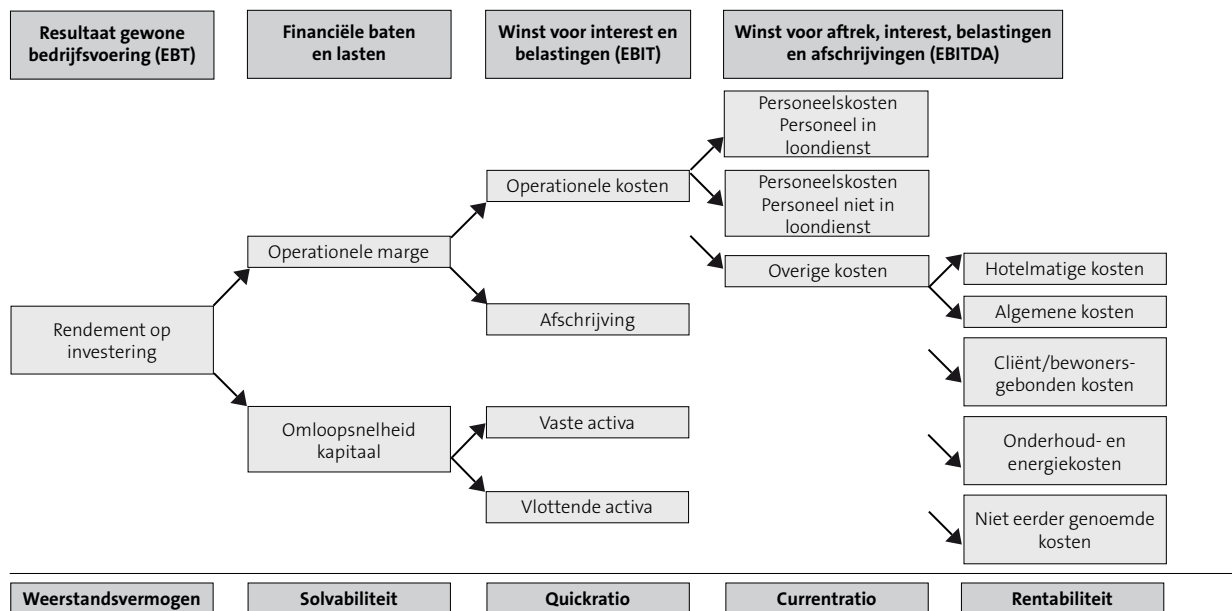 Resultaat gewone
bedrijfsvoering (EBT)
Financiële baten
en lasten
Winst voor interest en
belastingen (EBIT)
Winst voor aftrek, interest, belastingen
en afschrijvingen (EBITDA)
Personeelskosten
Personeel in
loondienst
Operationele kosten
Personeelskosten
Personeel niet in
loondienst
Operationele marge
Overige kosten
Hotelmatige kosten
Rendement op
investering
Afschrijving
Algemene kosten
Cliënt/bewoners-
gebonden kosten
Omloopsnelheid
kapitaal
Vaste activa
Onderhoud- en
energiekosten
Vlottende activa
Niet eerder genoemde
kosten
Weerstandsvermogen
Solvabiliteit
Quickratio
Currentratio
Rentabiliteit